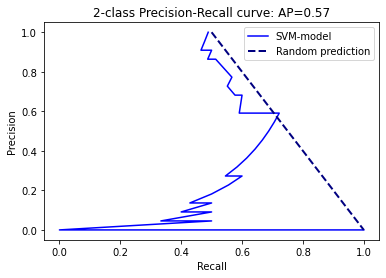 2-class Precision-Recall curve: AP=0.57
SVM-model
Random prediction
1.0
0.8
0.6
0.4
0.2
0.0
Precision
0.0 0.2 0.4 0.6 0.8 1.0
Recall